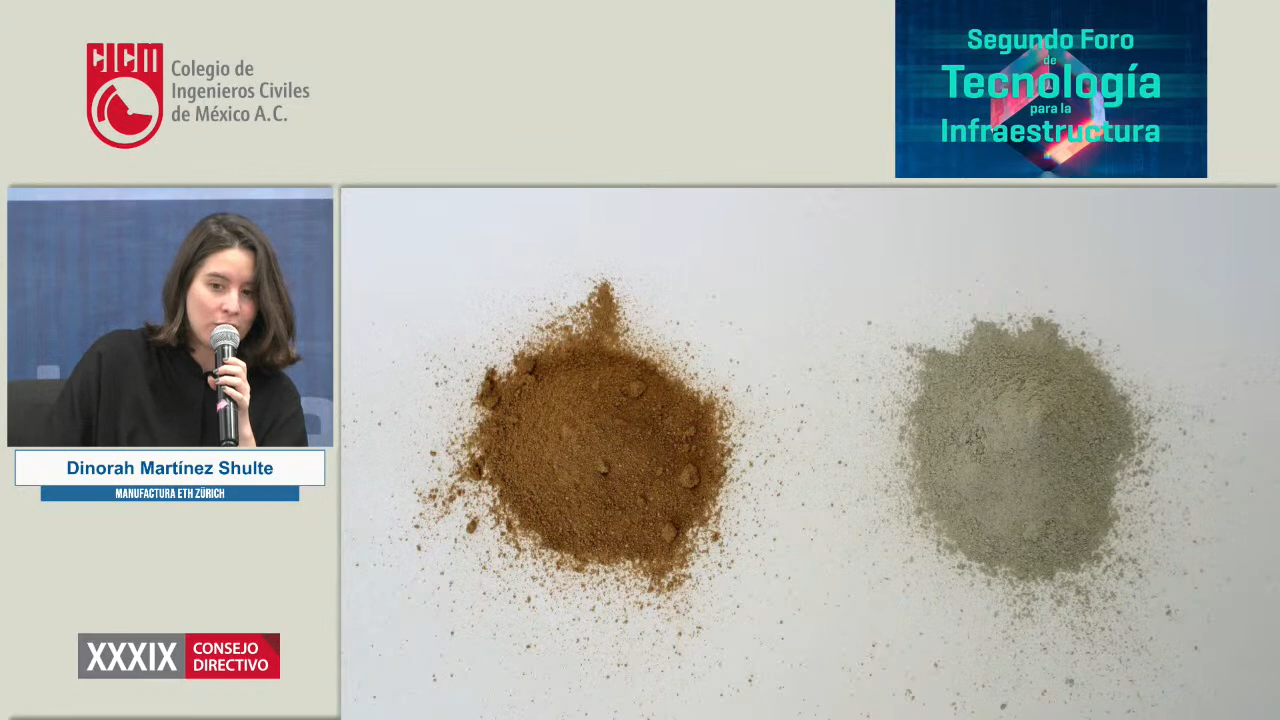 CICM
Colegio de
Ingenieros Civiles
de México A.C.
Segundo Foro
de
Tecnología
para la
Infraestructura
Dinorah Martínez Shulte
MANUFACTURA ETH ZÜRICH
XXXIX
CONSEJO
DIRECTIVO